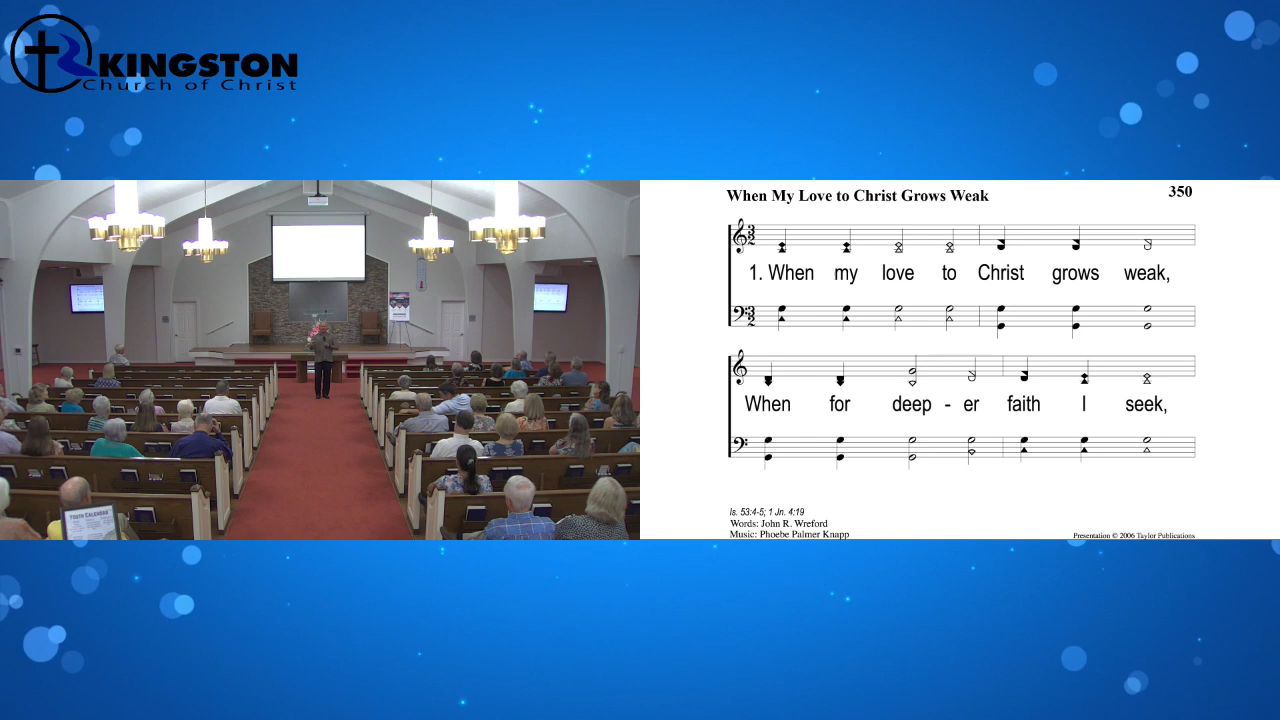 KINGSTON
Church of Christ
YOUTH CALENDAR
When My Love to Christ Grows Weak
350
1. When my love to Christ grows weak,
When for deep - er faith I seek,
Is. 53:4-5; 1 Jn. 4:19
Words: John R. Wreford
Music: Phoebe Palmer Knapp
Presentation © 2006 Taylor Publications